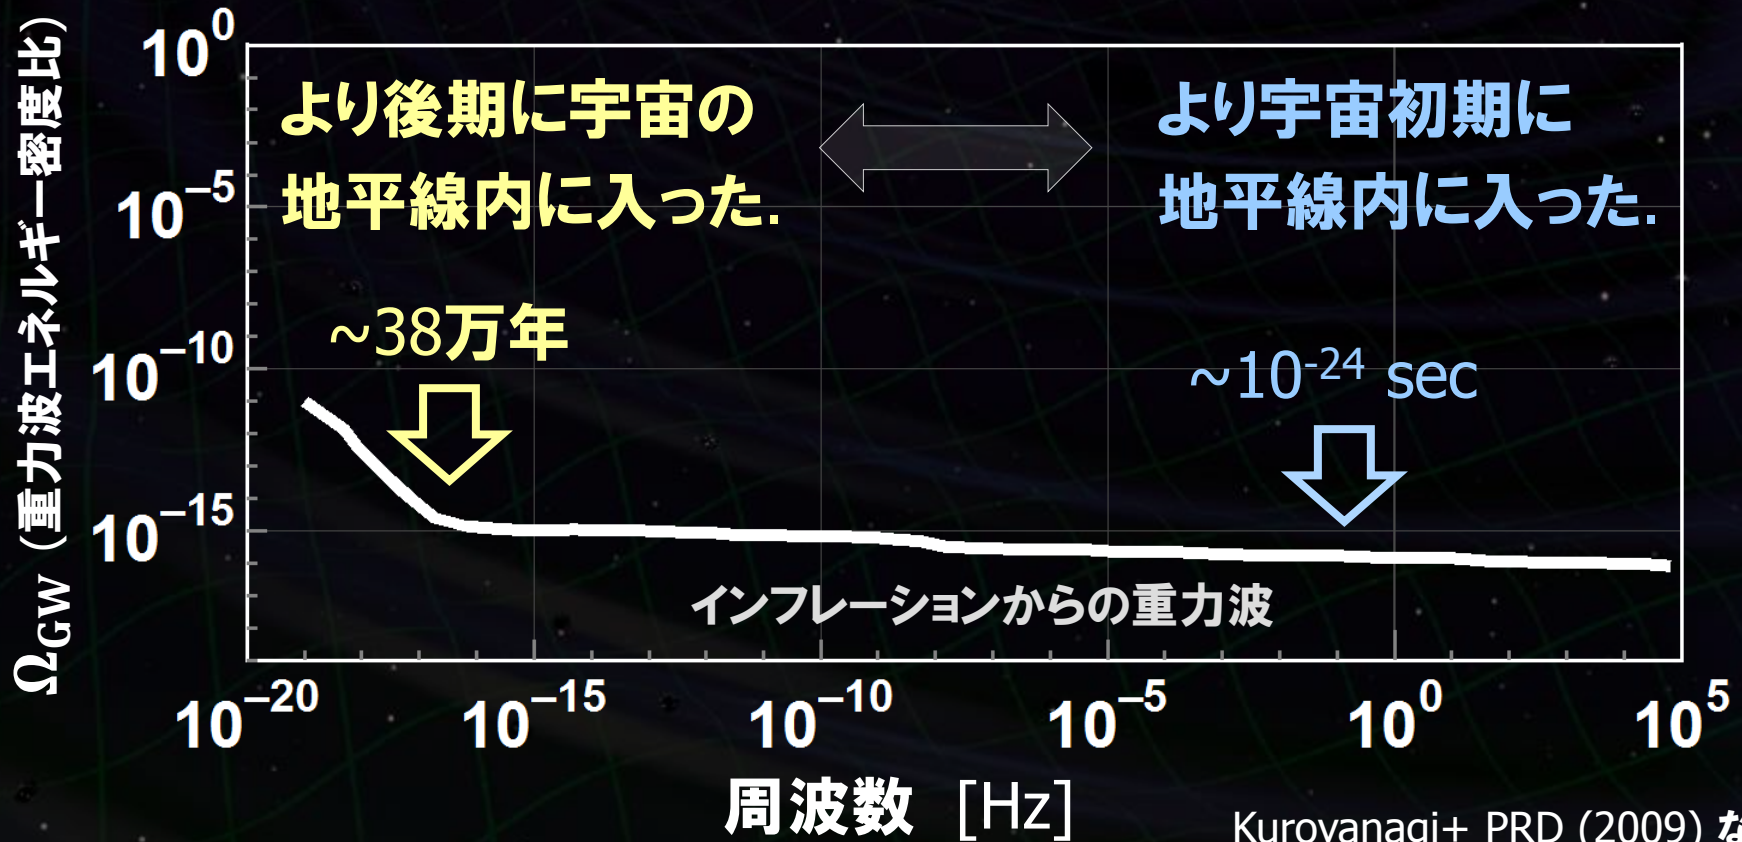 Ω_GW (重力波エネルギー密度比)
10^0
10^−5
10^−10
10^−15
より後期に宇宙の
地平線内に入った.
より宇宙初期に
地平線内に入った.
~38万年
~10^-24 sec
インフレーションからの重力波
10^−20 10^−15 10^−10 10^−5 10^0 10^5
周波数 [Hz]
Kuroyanagi+ PRD (2009)